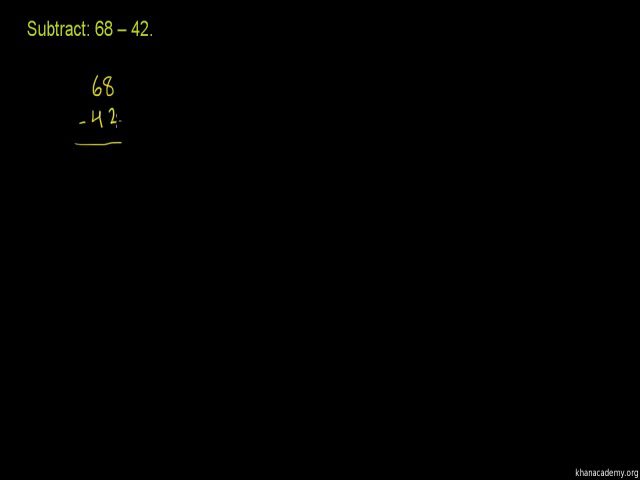 Subtract: 68 – 42.
68
- 42
khanacademy.org